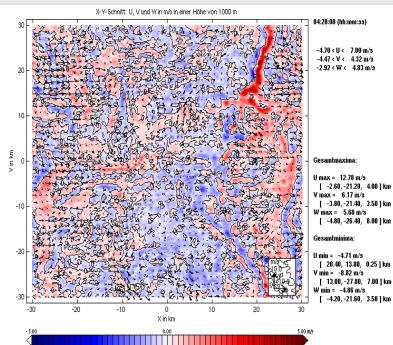 X-Y-Schnitt: U, V und W in m/s in einer Höhe von 1000 m
04:20:00 (hh:mm:ss)
-4.70 < U < 7.00 m/s
-4.47 < V < 4.32 m/s
-2.92 < W < 4.83 m/s
Gesamtmaxima:
U max = 12.78 m/s
[ -2.60, -21.20, 4.00 ] km
V max = 6.17 m/s
[ -3.80, -21.40, 3.50 ] km
W max = 5.68 m/s
[ -4.80, -26.40, 8.00 ] km
Gesamtminima:
U min = -4.71 m/s
[ 20.40, 13.80, 0.25 ] km
V min = -8.82 m/s
[ 13.00, -27.80, 7.00 ] km
W min = -4.86 m/s
[ -4.20, -21.60, 3.50 ] km
Y in km
30
20
10
0
-10
-20
-30
-30 -20 -10 0 10 20 30
X in km
-5.00 0.00 5.00 m/s